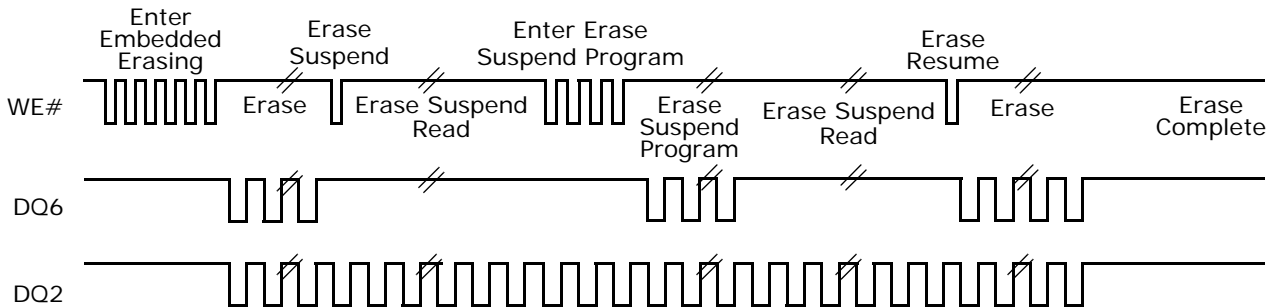 Enter
Embedded
Erasing
Erase
Suspend
Enter Erase
Suspend Program
Erase
Resume
WE#
Erase
Erase Suspend
Read
Erase
Suspend
Program
Erase Suspend
Read
Erase
Erase
Complete
DQ6
DQ2